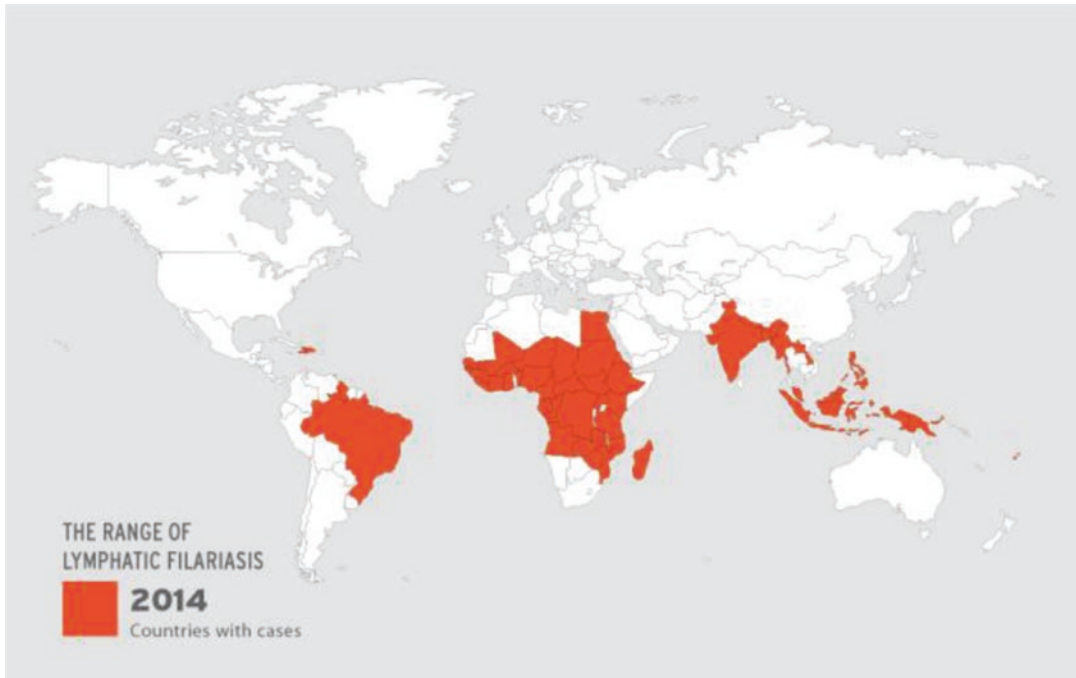 THE RANGE OF
LYMPHATIC FILARIASIS
2014
Countries with cases